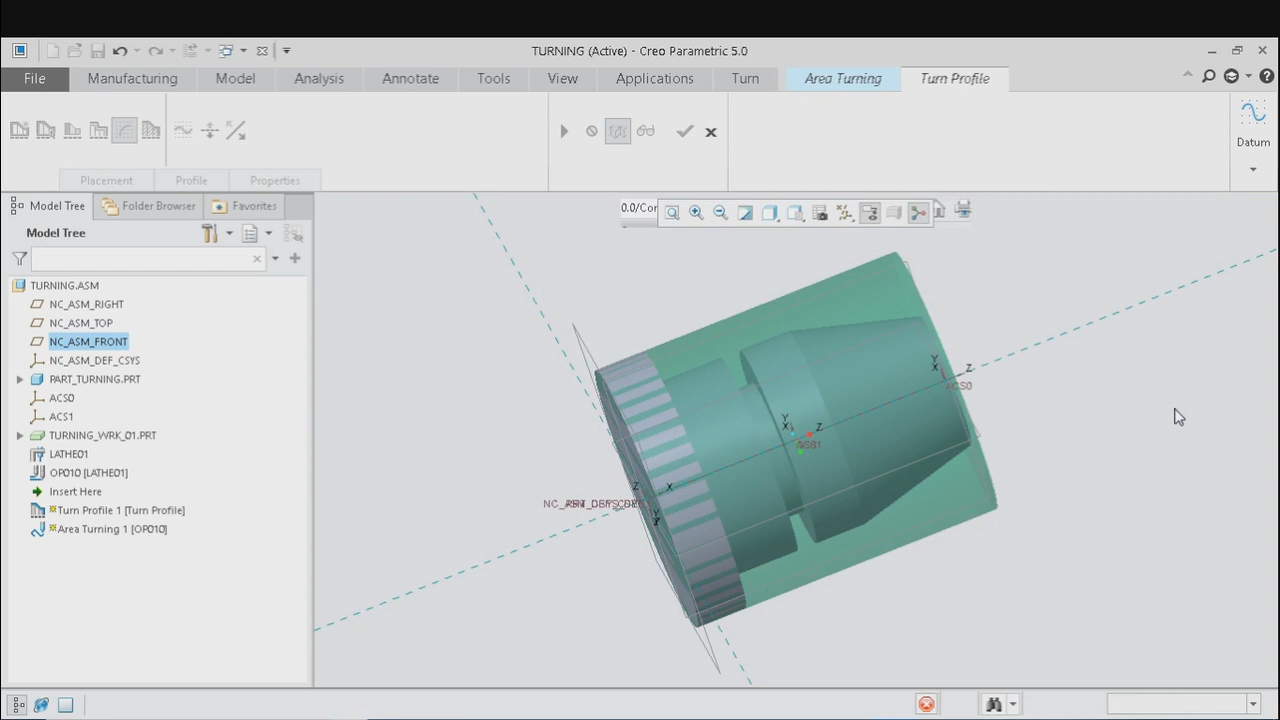 TURNING (Active) - Creo Parametric 5.0
File Manufacturing Model Analysis Annotate Tools View Applications Turn Area Turning Turn Profile
Datum
Placement Profile Properties
Model Tree Folder Browser Favorites
0.0/Cor
Model Tree
TURNING.ASM
NC_ASM_RIGHT
NC_ASM_TOP
NC_ASM_FRONT
NC_ASM_DEF_CSYS
PART_TURNING.PRT
ACS0
ACS1
TURNING_WRK_01.PRT
LATHE01
OP010 [LATHE01]
Insert Here
Turn Profile 1 [Turn Profile]
Area Turning 1 [OP010]
Y
X Z
ACS0
Y
X Z
Z X
Y